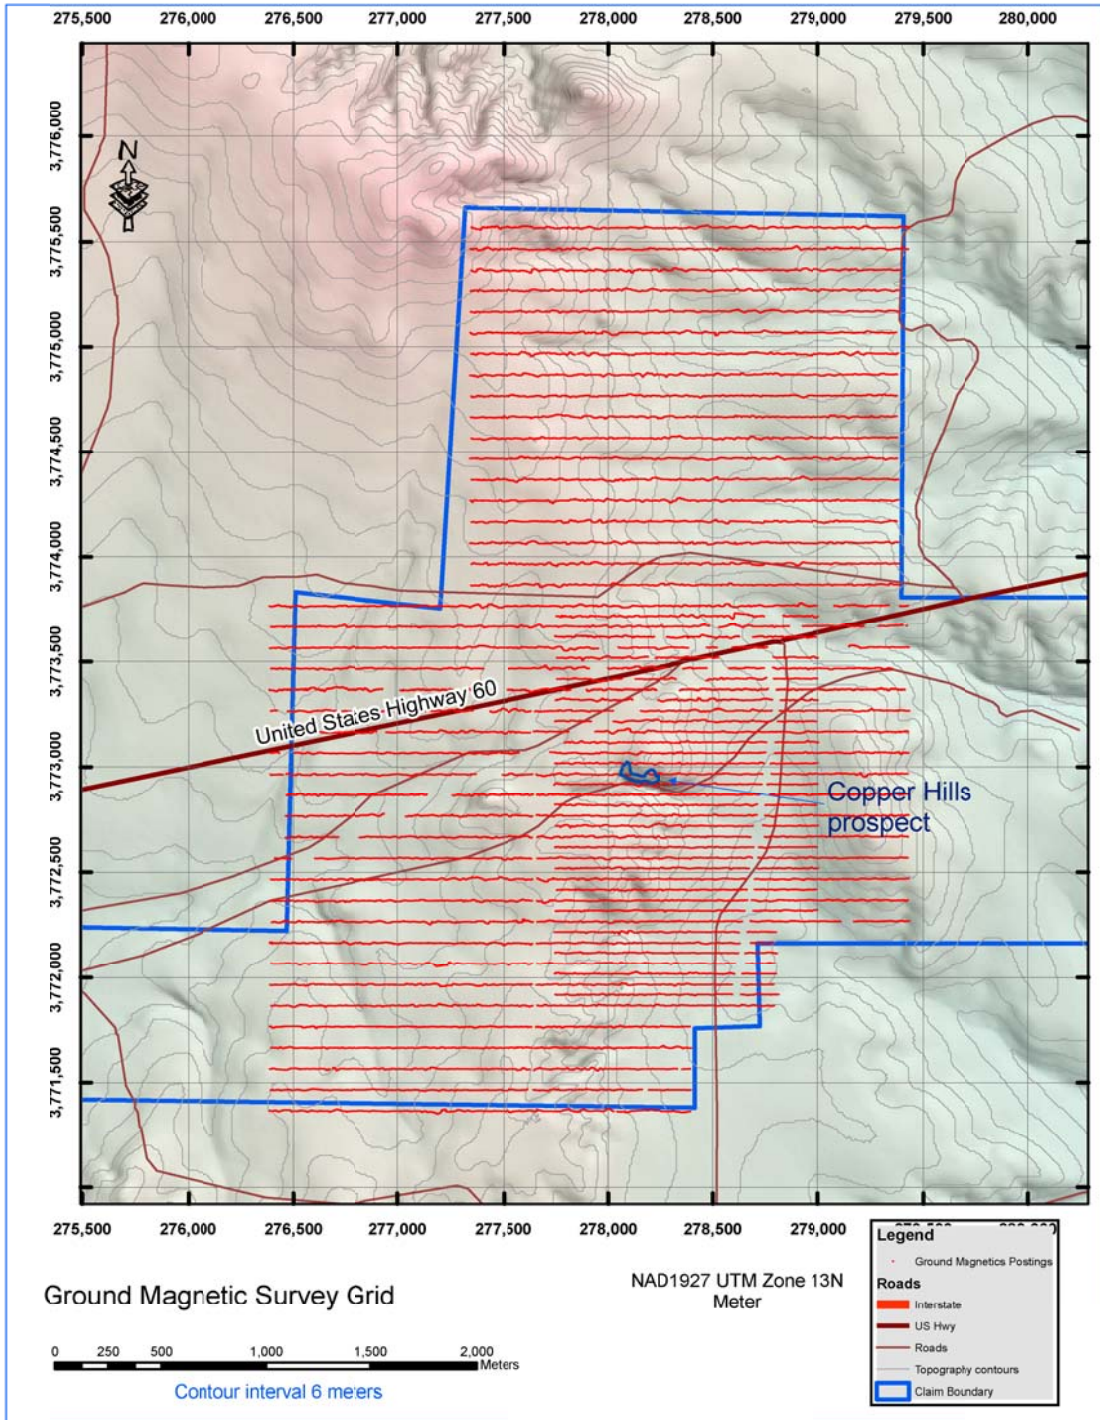 275,500 276,000 276,500 277,000 277,500 278,000 278,500 279,000 279,500 280,000
3,776,000
3,775,500
3,775,000
3,774,500
3,774,000
3,773,500
3,773,000
3,772,500
3,772,000
3,771,500
N
United States Highway 60
Copper Hills
prospect
275,500 276,000 276,500 277,000 277,500 278,000 278,500 279,000
Ground Magnetic Survey Grid
0 250 500 1,000 1,500 2,000
Meters
Contour interval 6 meters
NAD1927 UTM Zone 13N
Meter
Legend
Ground Magnetics Postings
Roads
Interstate
US Hwy
Roads
Topography contours
Claim Boundary